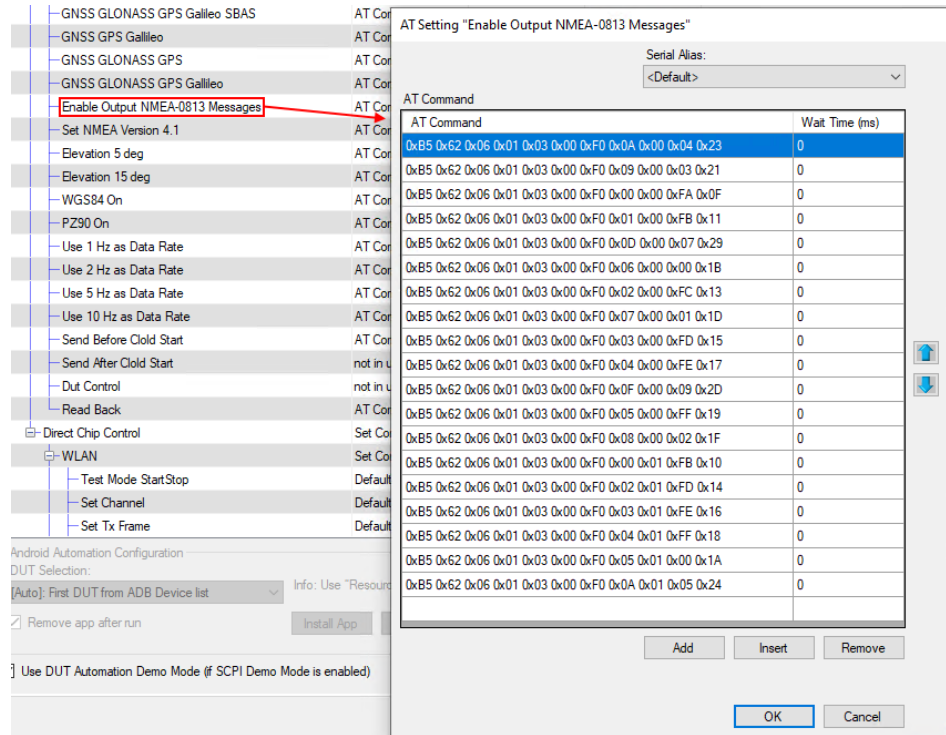 GNSS GLONASS GPS Galileo SBAS AT Command
GNSS GPS Gallileo AT Cor
GNSS GLONASS GPS AT Cor
GNSS GLONASS GPS Gallileo AT Cor
Enable Output NMEA-0813 Messages AT Cor
Set NMEA Version 4.1 AT Cor
Elevation 5 deg AT Cor
Elevation 15 deg AT Cor
WGS84 On AT Cor
PZ90 On AT Cor
Use 1 Hz as Data Rate AT Cor
Use 2 Hz as Data Rate AT Cor
Use 5 Hz as Data Rate AT Cor
Use 10 Hz as Data Rate AT Cor
Send Before Clold Start AT Cor
Send After Clold Start not in u
Dut Control not in u
Read Back AT Cor
Direct Chip Control Set Co
WLAN Set Co
Test Mode StartStop Default
Set Channel Default
Set Tx Frame Default
Android Automation Configuration
DUT Selection:
[Auto]: First DUT from ADB Device list
Info: Use "Resourc
Remove app after run
Install App
Use DUT Automation Demo Mode (if SCPI Demo Mode is enabled)
AT Setting "Enable Output NMEA-0813 Messages"
Serial Alias:
<Default>
AT Command
AT Command Wait Time (ms)
0xB5 0x62 0x06 0x01 0x03 0x00 0xF0 0x0A 0x00 0x04 0x23 0
0xB5 0x62 0x06 0x01 0x03 0x00 0xF0 0x09 0x00 0x03 0x21 0
0xB5 0x62 0x06 0x01 0x03 0x00 0xF0 0x00 0x00 0xFA 0x0F 0
0xB5 0x62 0x06 0x01 0x03 0x00 0xF0 0x01 0x00 0xFB 0x11 0
0xB5 0x62 0x06 0x01 0x03 0x00 0xF0 0x0D 0x00 0x07 0x29 0
0xB5 0x62 0x06 0x01 0x03 0x00 0xF0 0x06 0x00 0x00 0x1B 0
0xB5 0x62 0x06 0x01 0x03 0x00 0xF0 0x02 0x00 0xFC 0x13 0
0xB5 0x62 0x06 0x01 0x03 0x00 0xF0 0x07 0x00 0x01 0x1D 0
0xB5 0x62 0x06 0x01 0x03 0x00 0xF0 0x03 0x00 0xFD 0x15 0
0xB5 0x62 0x06 0x01 0x03 0x00 0xF0 0x04 0x00 0xFE 0x17 0
0xB5 0x62 0x06 0x01 0x03 0x00 0xF0 0x0F 0x00 0x09 0x2D 0
0xB5 0x62 0x06 0x01 0x03 0x00 0xF0 0x05 0x00 0xFF 0x19 0
0xB5 0x62 0x06 0x01 0x03 0x00 0xF0 0x08 0x00 0x02 0x1F 0
0xB5 0x62 0x06 0x01 0x03 0x00 0xF0 0x00 0x01 0xFB 0x10 0
0xB5 0x62 0x06 0x01 0x03 0x00 0xF0 0x02 0x01 0xFD 0x14 0
0xB5 0x62 0x06 0x01 0x03 0x00 0xF0 0x03 0x01 0xFE 0x16 0
0xB5 0x62 0x06 0x01 0x03 0x00 0xF0 0x04 0x01 0xFF 0x18 0
0xB5 0x62 0x06 0x01 0x03 0x00 0xF0 0x05 0x01 0x00 0x1A 0
0xB5 0x62 0x06 0x01 0x03 0x00 0xF0 0x0A 0x01 0x05 0x24 0
Add Insert Remove
OK Cancel